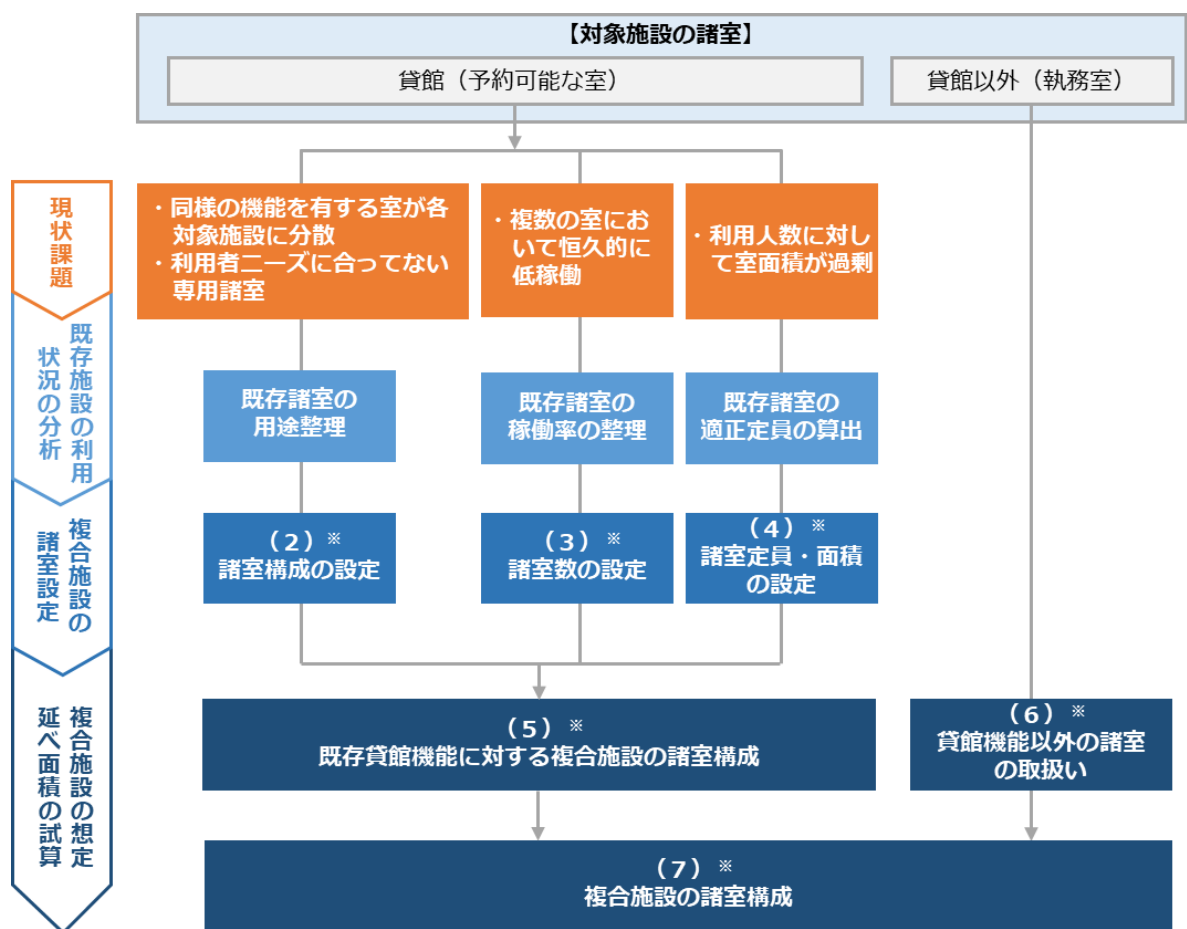 【対象施設の諸室】
貸館（予約可能な室）
貸館以外（執務室）
現状課題
・同様の機能を有する室が各
対象施設に分散
・利用者ニーズに合ってない
専用諸室
・複数の室にお
いて恒久的に
低稼働
・利用人数に対し
て室面積が過剰
既存施設の利用
状況の分析
既存諸室の
用途整理
既存諸室の
稼働率の整理
既存諸室の
適正定員の算出
複合施設の
諸室設定
（２）※
諸室構成の設定
（３）※
諸室数の設定
（４）※
諸室定員・面積
の設定
複合施設の想定
延べ面積の試算
（５）※
既存貸館機能に対する複合施設の諸室構成
（６）※
貸館機能以外の諸室
の取扱い
（７）※
複合施設の諸室構成